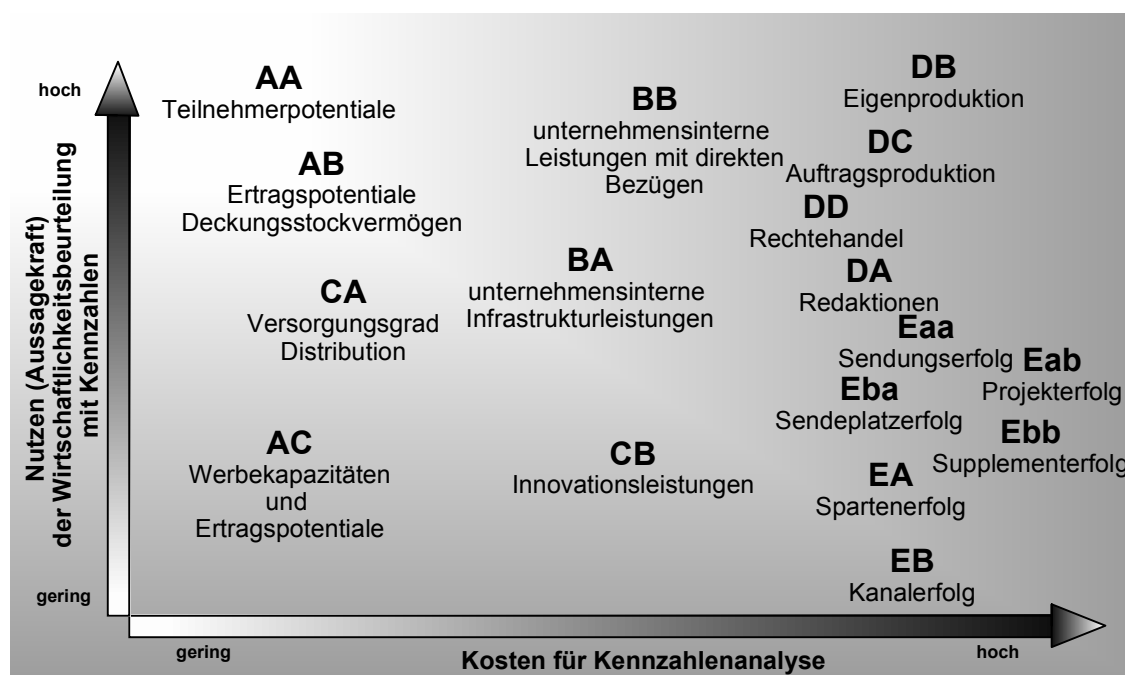 Nutzen (Aussagekraft)
der Wirtschaftlichkeitsbeurteilung
mit Kennzahlen
hoch
gering
AA
Teilnehmerpotentiale
AB
Ertragspotentiale
Deckungsstockvermögen
CA
Versorgungsgrad
Distribution
AC
Werbekapazitäten
und
Ertragspotentiale
BB
unternehmensinterne
Leistungen mit direkten
Bezügen
BA
unternehmensinterne
Infrastrukturleistungen
CB
Innovationsleistungen
DB
Eigenproduktion
DC
Auftragsproduktion
DD
Rechtehandel
DA
Redaktionen
Eaa
Sendungserfolg
Eab
Projekterfolg
Eba
Sendeplatzerfolg
Ebb
Supplementerfolg
EA
Spartenerfolg
EB
Kanalerfolg
gering
Kosten für Kennzahlenanalyse
hoch